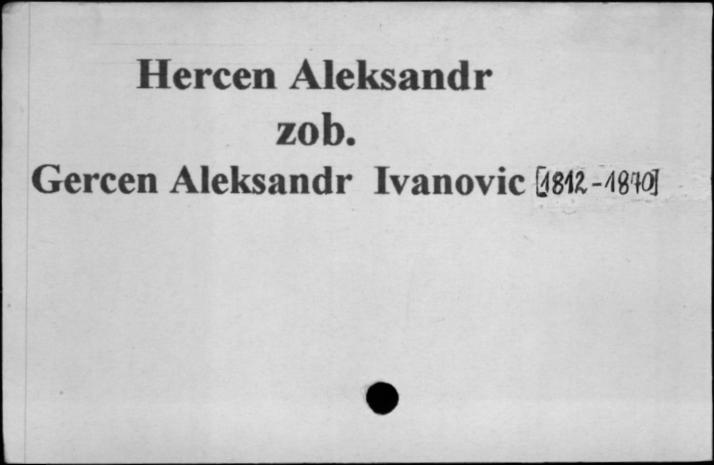 Hercen Aleksandr
zob.
Gercen Aleksandr Ivanovic [1812-1870]